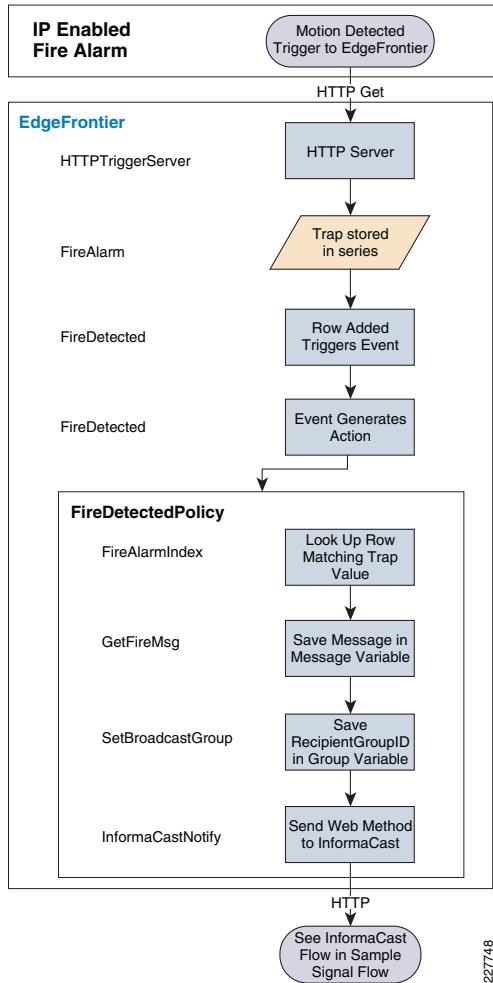 IP Enabled
Fire Alarm
Motion Detected
Trigger to EdgeFrontier
HTTP Get
EdgeFrontier
HTTPTriggerServer
HTTP Server
FireAlarm
Trap stored
in series
FireDetected
Row Added
Triggers Event
FireDetected
Event Generates
Action
FireDetectedPolicy
FireAlarmIndex
Look Up Row
Matching Trap
Value
GetFireMsg
Save Message in
Message Variable
SetBroadcastGroup
Save
RecipientGroupID
in Group Variable
InformaCastNotify
Send Web Method
to InformaCast
HTTP
See InformaCast
Flow in Sample
Signal Flow
227748